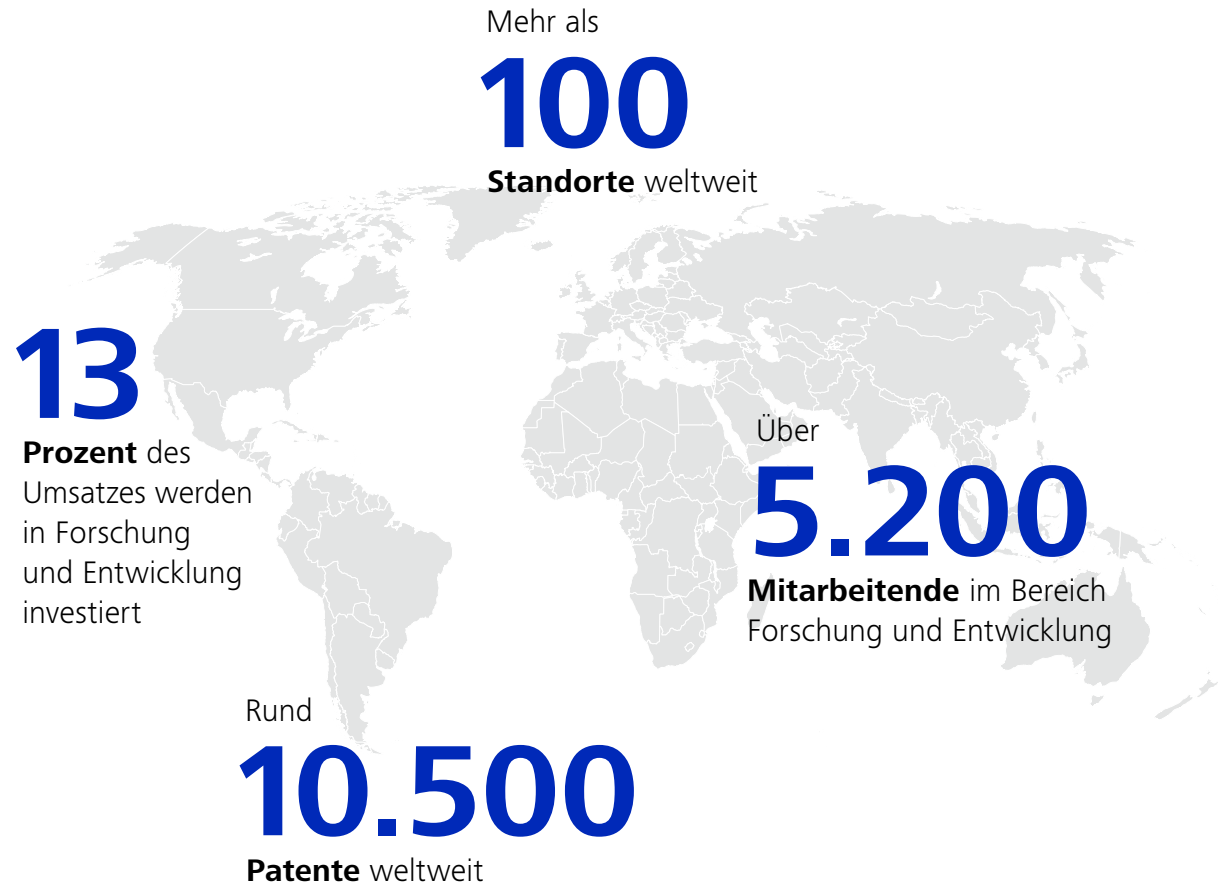 Mehr als
100
Standorte weltweit
13
Prozent des
Umsatzes werden
in Forschung
und Entwicklung
investiert
Über
5.200
Mitarbeitende im Bereich
Forschung und Entwicklung
Rund
10.500
Patente weltweit